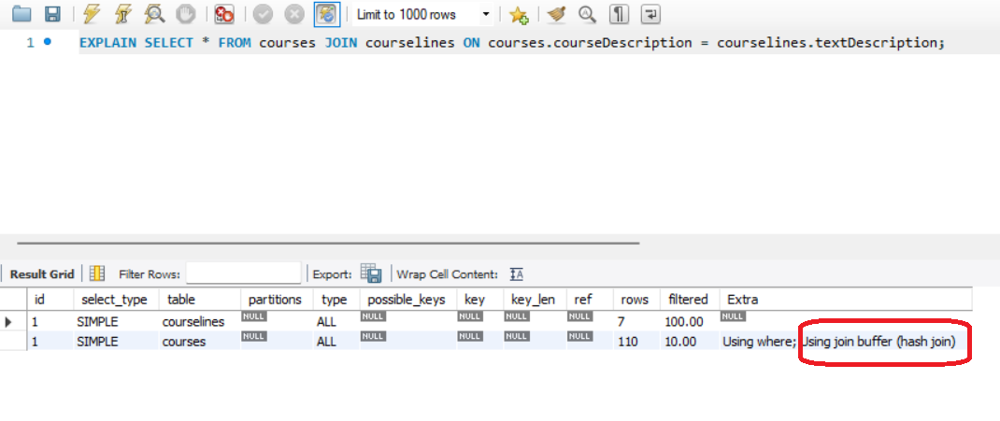 Limit to 1000 rows
1 EXPLAIN SELECT * FROM courses JOIN courselines ON courses.courseDescription = courselines.textDescription;
Result Grid Filter Rows: Export: Wrap Cell Content: IA
id select_type table partitions type possible_keys key key_len ref rows filtered Extra
1 SIMPLE courselines NULL ALL NULL NULL NULL NULL 7 100.00 NULL
1 SIMPLE courses NULL ALL NULL NULL NULL NULL 110 10.00 Using where; Using join buffer (hash join)